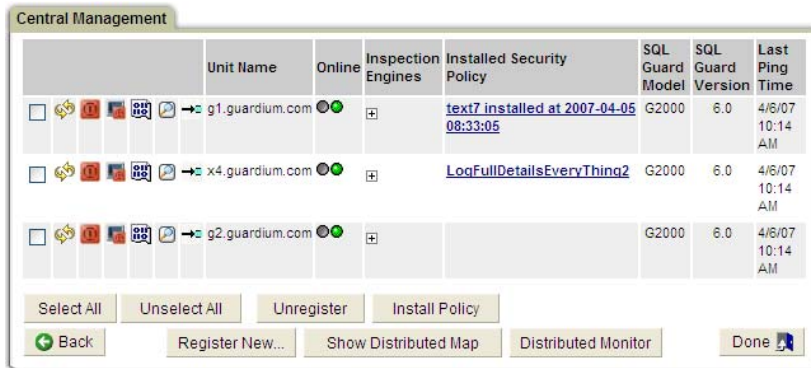 Central Management
Unit Name Online Inspection Engines Installed Security Policy SQL Guard Model SQL Guard Version Last Ping Time
g1.guardium.com text7 installed at 2007-04-05 08:33:05 G2000 6.0 4/6/07 10:14 AM
x4.guardium.com LogFullDetailsEveryThing2 G2000 6.0 4/6/07 10:14 AM
g2.guardium.com G2000 6.0 4/6/07 10:14 AM
Select All Unselect All Unregister Install Policy
Back Register New... Show Distributed Map Distributed Monitor Done